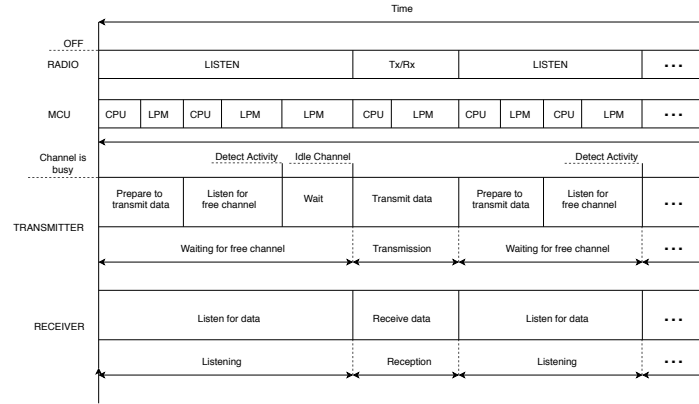 Time
OFF
RADIO
LISTEN
Tx/Rx
LISTEN
...
MCU
CPU
LPM
CPU
LPM
LPM
CPU
LPM
CPU
LPM
CPU
LPM
...
Channel is
busy
Detect Activity
Idle Channel
Detect Activity
TRANSMITTER
Prepare to
transmit data
Listen for
free channel
Wait
Transmit data
Prepare to
transmit data
Listen for
free channel
...
Waiting for free channel
Transmission
Waiting for free channel
...
RECEIVER
Listen for data
Receive data
Listen for data
...
Listening
Reception
Listening
...